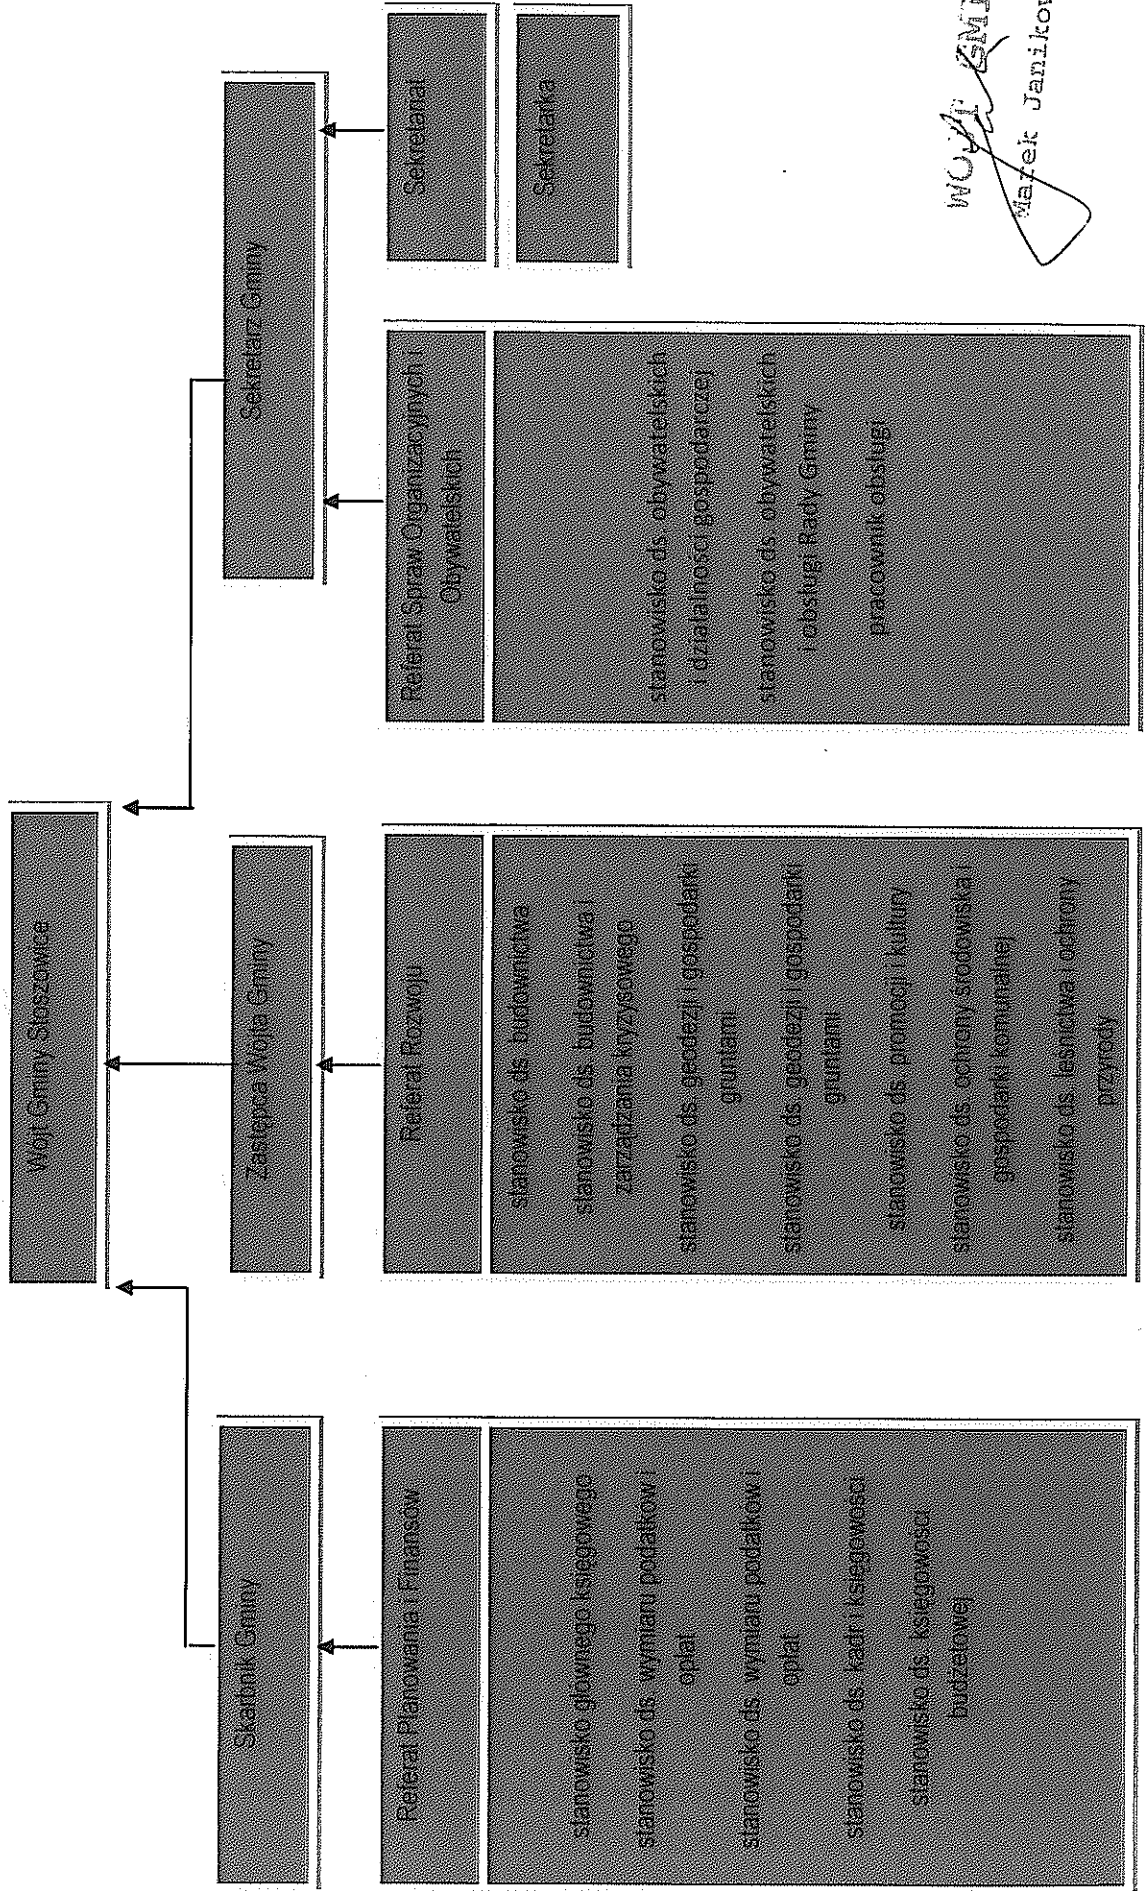 Wójt Gminy Stoszowice
Skarbnik Gminy
Zastępca Wójta Gminy
Sekretarz Gminy
Referat Planowania i Finansów
stanowisko głównego księgowego
stanowisko ds. wymiaru podatków i
opłat
stanowisko ds. wymiaru podatków i
opłat
stanowisko ds. kadr i księgowości
stanowisko ds. księgowości
budżetowej
Referat Rozwoju
stanowisko ds. budownictwa
stanowisko ds. budownictwa i
zarządzania kryzysowego
stanowisko ds. geodezji i gospodarki
gruntami
stanowisko ds. geodezji i gospodarki
gruntami
stanowisko ds. promocji i kultury
stanowisko ds. ochrony środowiska i
gospodarki komunalnej
stanowisko ds. leśnictwa i ochrony
przyrody
Referat Spraw Organizacyjnych i
Obywatelskich
stanowisko ds. obywatelskich
i działalności gospodarczej
stanowisko ds. obywatelskich
i obsługi Rady Gminy
pracownik obsługi
Sekretariat
Sekretarka
WÓJT GMI
Marek Janikow